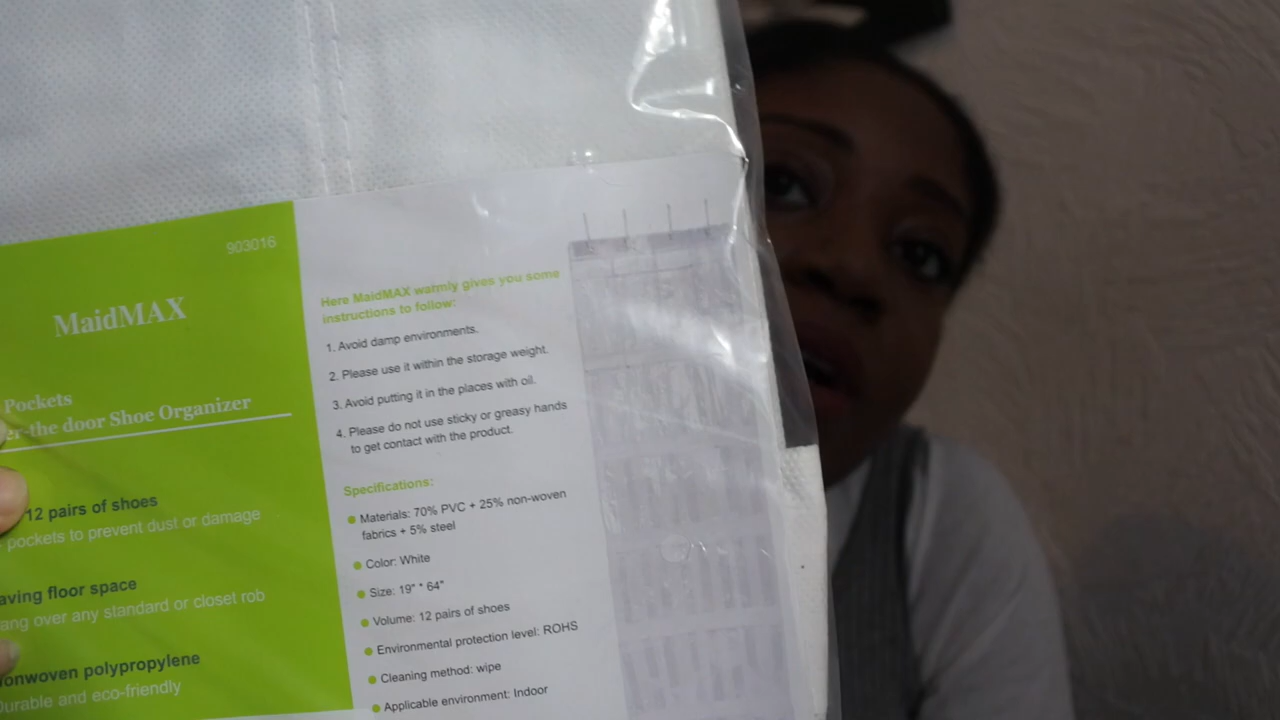 903016
MaidMAX
Pockets
the door Shoe Organizer
12 pairs of shoes
pockets to prevent dust or damage
floor space
over any standard or closet rob
polypropylene
Durable and eco-friendly
Here MaidMAX warmly gives you some
instructions to follow:
1. Avoid damp environments.
2. Please use it within the storage weight.
3. Avoid putting it in the places with oil.
4. Please do not use sticky or greasy hands
to get contact with the product.
Specifications:
Materials: 70% PVC + 25% non-woven
fabrics + 5% steel
Color: White
Size: 19" * 64"
Volume: 12 pairs of shoes
Environmental protection level: ROHS
Cleaning method: wipe
Applicable environment: Indoor